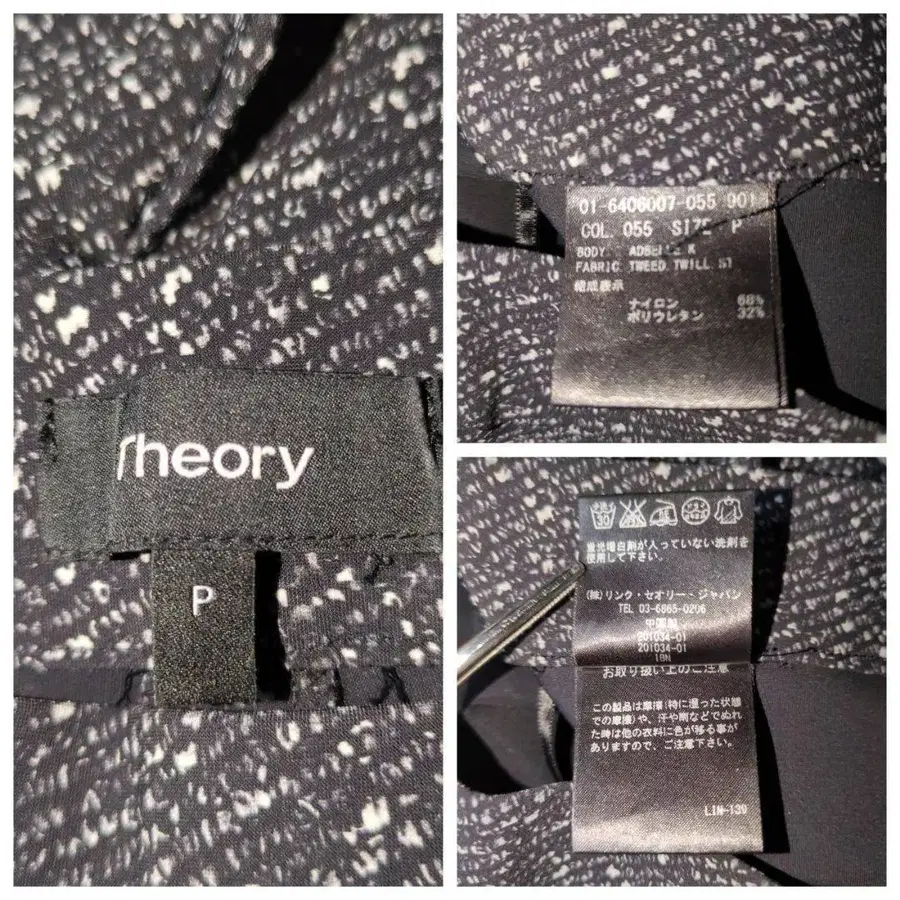 Theory
P
01-6406007-055 001
COL 055 SIZE P
BODY:
FABRIC: TWEED TWILL ST
組成表示
ナイロン 68%
ポリウレタン 32%
手洗イ 30
蛍光増白剤が入っていない洗剤を
使用して下さい。
(株)リンク・セオリー・ジャパン
TEL 03-6865-0206
中国製
201034-01
201034-01
お取り扱い上のご注意
この製品は摩擦(特に湿った状態
での摩擦)や、汗や雨などでぬれ
た時は他の衣料に色が移る事が
ありますので、ご注意下さい。
LIN-139